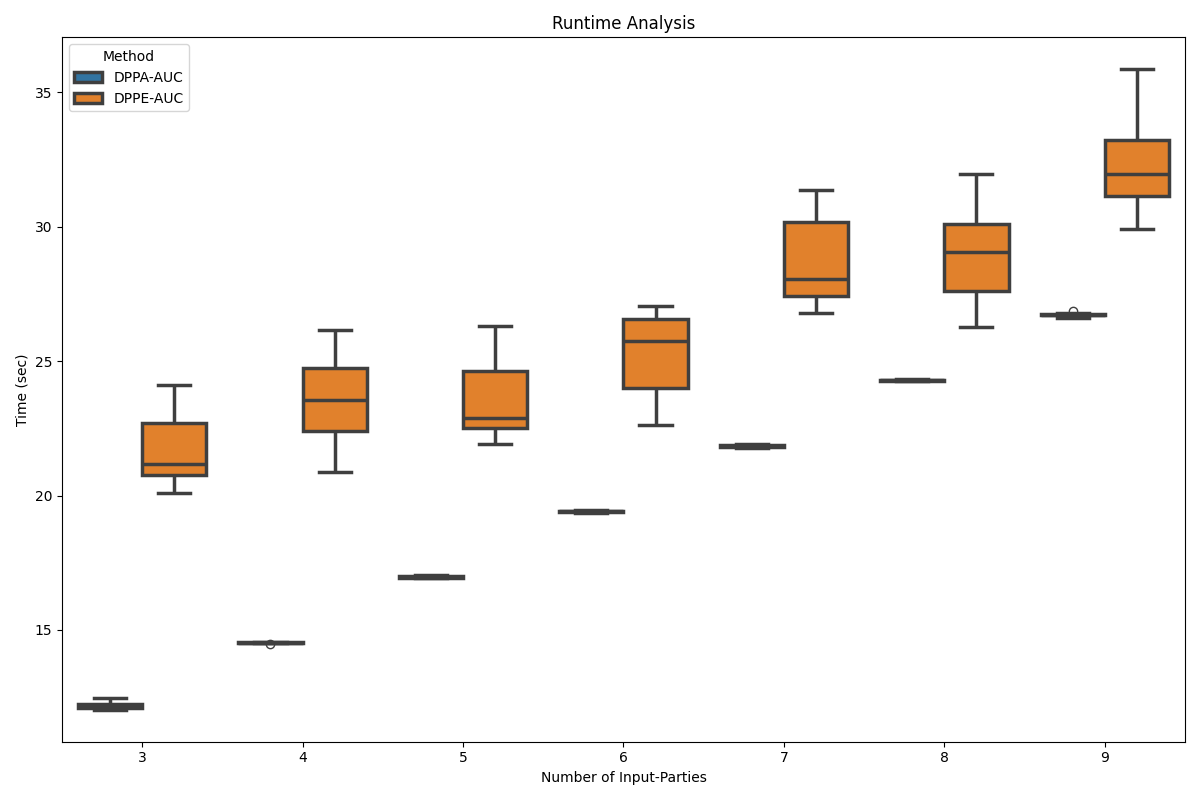 Runtime Analysis
Method
DPPA-AUC
DPPE-AUC
Time (sec)
35
30
25
20
15
3 4 5 6 7 8 9
Number of Input-Parties